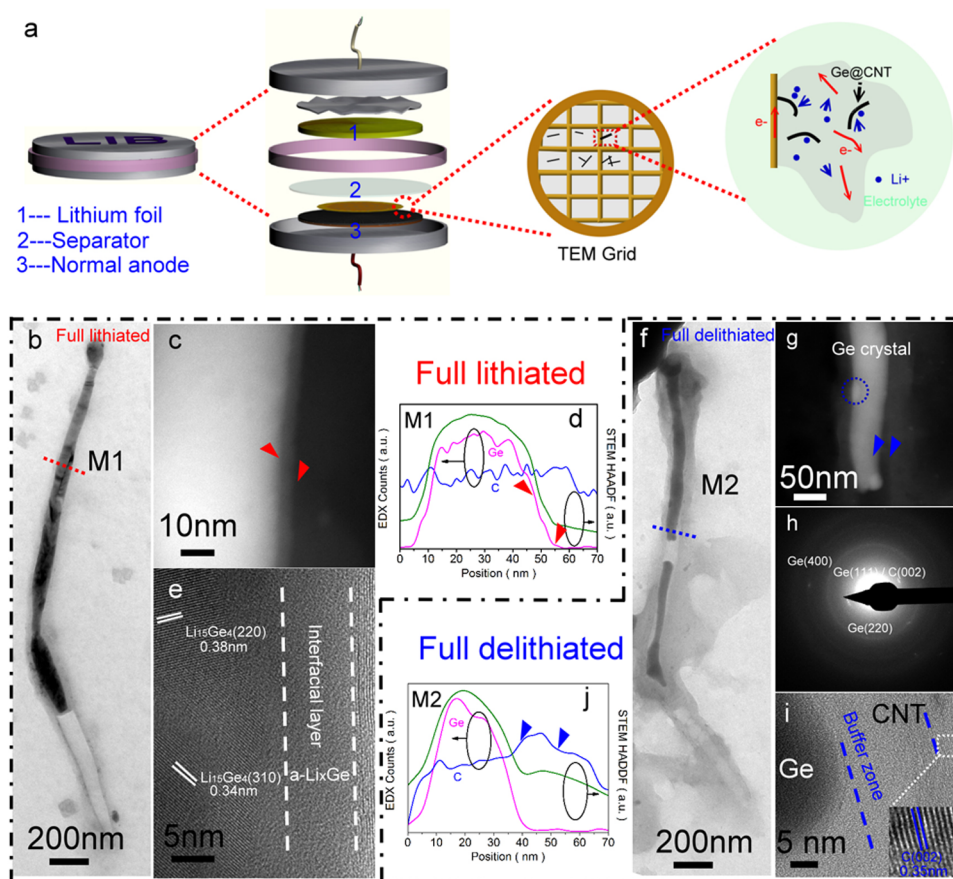 a
LIB
1--- Lithium foil
2---Separator
3---Normal anode
1
2
3
TEM Grid
Ge@CNT
e-
e-
Li+
Electrolyte
b
Full lithiated
M1
200nm
c
10nm
Full lithiated
M1
d
Ge
C
EDX Counts ( a.u. )
STEM HAADF ( a.u. )
0 10 20 30 40 50 60 70
Position ( nm )
e
Li15Ge4(220)
0.38nm
Interfacial layer
a-LixGe
Li15Ge4(310)
0.34nm
5nm
Full delithiated
M2
j
Ge
C
EDX Counts ( a.u. )
STEM HADDF ( a.u. )
0 10 20 30 40 50 60 70
Position ( nm )
f
Full delithiated
M2
200nm
g
Ge crystal
50nm
h
Ge(400)
Ge(111) / C(002)
Ge(220)
i
CNT
Ge
Buffer zone
5 nm
C(002)
0.35nm